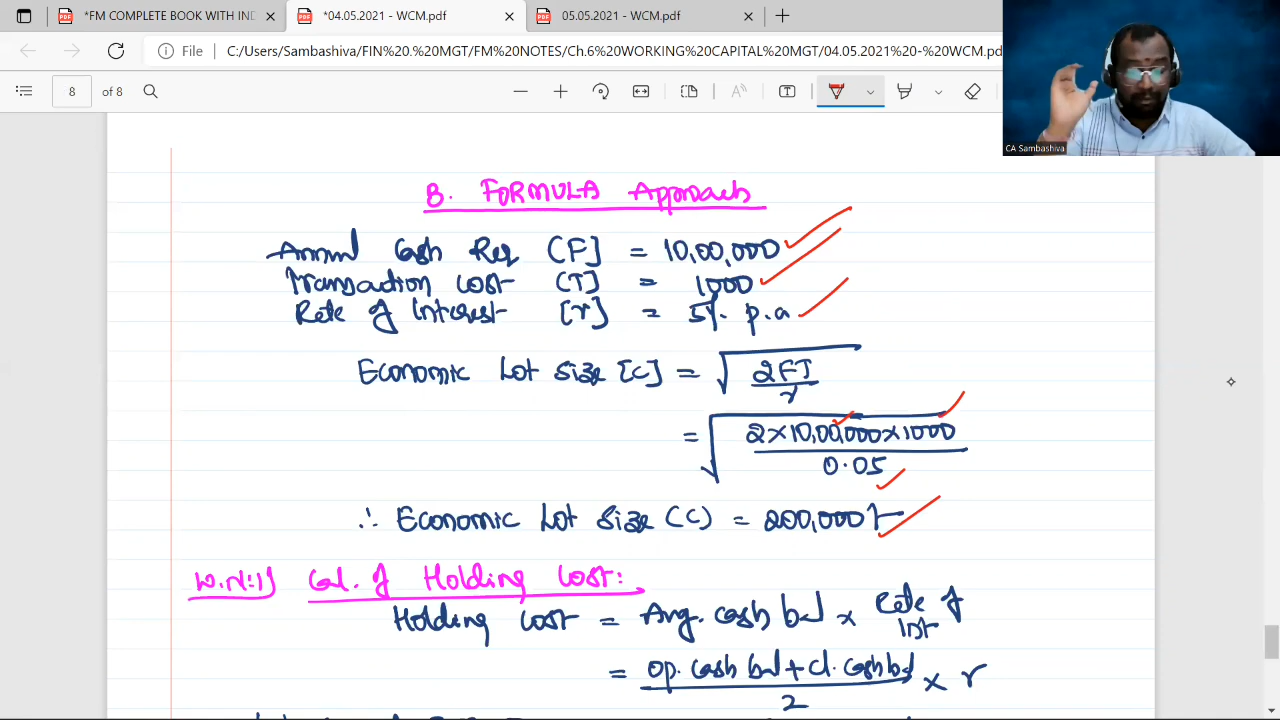 *FM COMPLETE BOOK WITH IND
*04.05.2021 - WCM.pdf
05.05.2021 - WCM.pdf
File
C:/Users/Sambashiva/FIN%20.%20MGT/FM%20NOTES/Ch.6%20WORKING%20CAPITAL%20MGT/04.05.2021%20-%20WCM.pd
8 of 8
CA Sambashiva
B. FORMULA Approach
Annual Cash Req [F] = 10,00,000
Transaction Cost [T] = 1000
Rate of Interest [r] = 5%. p.a
Economic Lot Size [C] = √ 2FT
r
= √ 2×10,00,000×1000
0.05
∴ Economic Lot Size (C) = 200,000
W.N:1) Cal. of Holding Cost:
Holding Cost = Avg. Cash bal × Rate of
Int
= op. cash bal + cl. cash bal × r
2